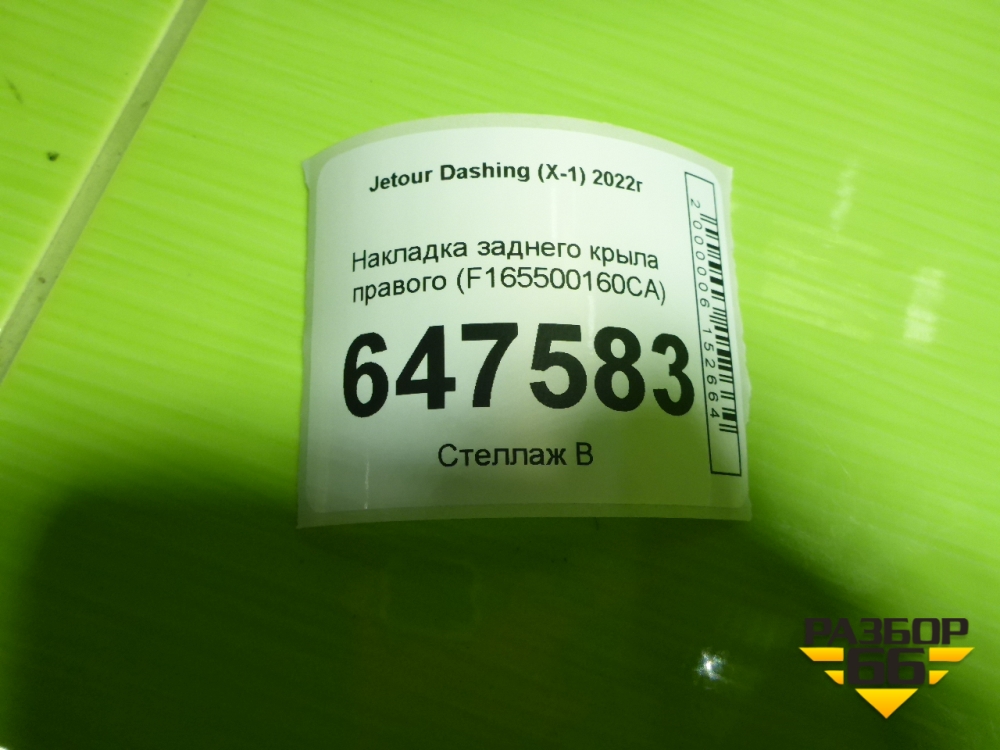 Jetour Dashing (X-1) 2022г
Накладка заднего крыла
правого (F165500160CA)
647583
Стеллаж В
2000006152664
РАЗБОР
66